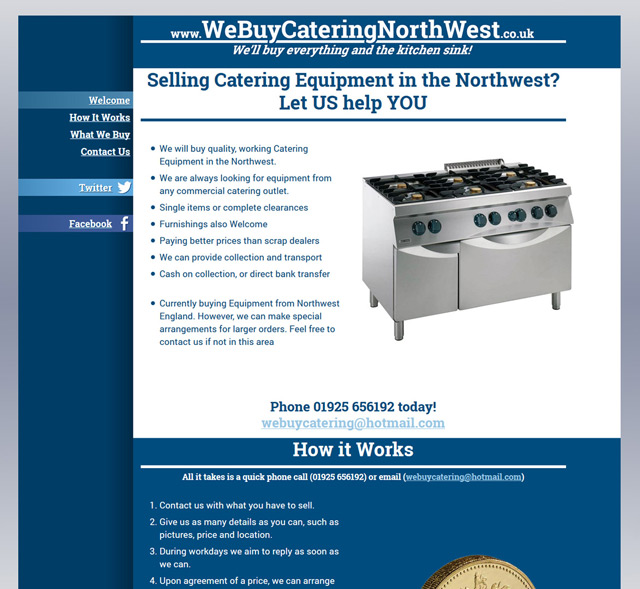 www.WeBuyCateringNorthWest.co.uk
We'll buy everything and the kitchen sink!
Welcome
How It Works
What We Buy
Contact Us
Twitter
Facebook
Selling Catering Equipment in the Northwest?
Let US help YOU
We will buy quality, working Catering
Equipment in the Northwest.
We are always looking for equipment from
any commercial catering outlet.
Single items or complete clearances
Furnishings also Welcome
Paying better prices than scrap dealers
We can provide collection and transport
Cash on collection, or direct bank transfer
Currently buying Equipment from Northwest
England. However, we can make special
arrangements for larger orders. Feel free to
contact us if not in this area
Phone 01925 656192 today!
webuycatering@hotmail.com
How it Works
All it takes is a quick phone call (01925 656192) or email (webuycatering@hotmail.com)
1. Contact us with what you have to sell.
2. Give us as many details as you can, such as
pictures, price and location.
3. During workdays we aim to reply as soon as
we can.
4. Upon agreement of a price, we can arrange